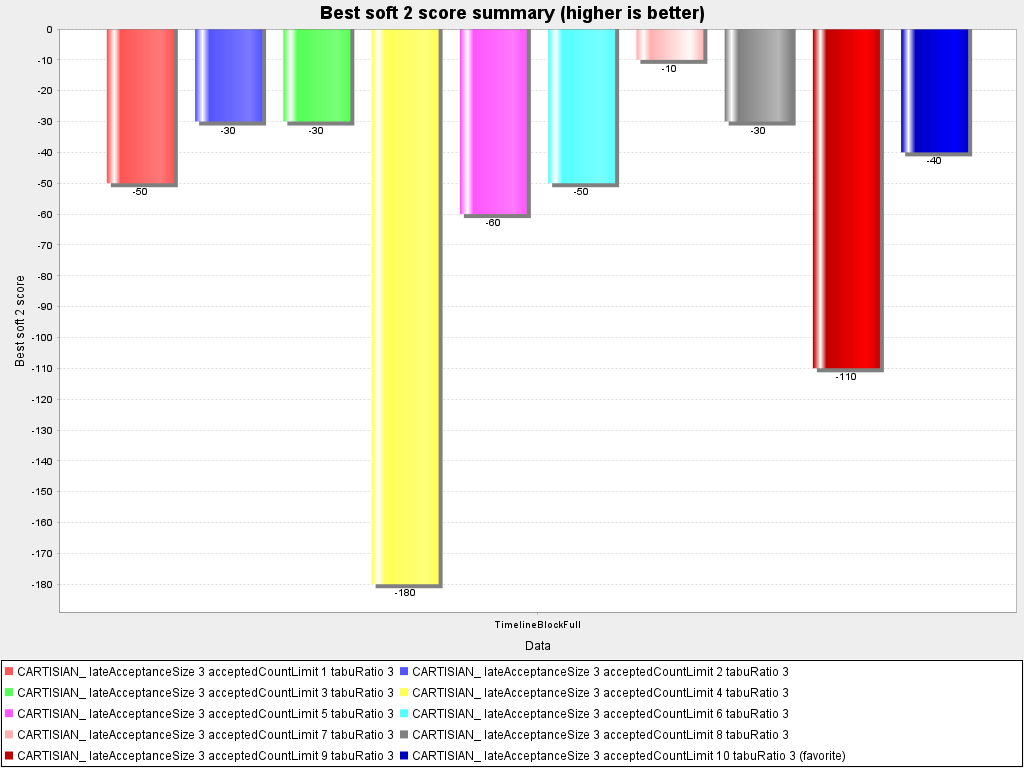 Best soft 2 score summary (higher is better)
0
-10
-20
-30
-40
-50
-60
-70
-80
-90
-100
-110
-120
-130
-140
-150
-160
-170
-180
Best soft 2 score
-50
-30
-30
-180
-60
-50
-10
-30
-110
-40
TimelineBlockFull
Data
CARTISIAN_ lateAcceptanceSize 3 acceptedCountLimit 1 tabuRatio 3
CARTISIAN_ lateAcceptanceSize 3 acceptedCountLimit 2 tabuRatio 3
CARTISIAN_ lateAcceptanceSize 3 acceptedCountLimit 3 tabuRatio 3
CARTISIAN_ lateAcceptanceSize 3 acceptedCountLimit 4 tabuRatio 3
CARTISIAN_ lateAcceptanceSize 3 acceptedCountLimit 5 tabuRatio 3
CARTISIAN_ lateAcceptanceSize 3 acceptedCountLimit 6 tabuRatio 3
CARTISIAN_ lateAcceptanceSize 3 acceptedCountLimit 7 tabuRatio 3
CARTISIAN_ lateAcceptanceSize 3 acceptedCountLimit 8 tabuRatio 3
CARTISIAN_ lateAcceptanceSize 3 acceptedCountLimit 9 tabuRatio 3
CARTISIAN_ lateAcceptanceSize 3 acceptedCountLimit 10 tabuRatio 3 (favorite)